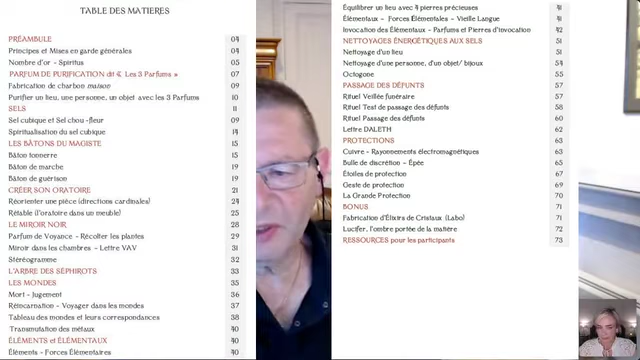 TABLE DES MATIERES
PRÉAMBULE 04
Principes et Mises en garde générales 04
Nombre d'or - Spiritus 05
PARFUM DE PURIFICATION dit « Les 3 Parfums » 07
Fabrication de charbon maison 09
Purifier un lieu, une personne, un objet avec les 3 Parfums 10
SELS 11
Sel cubique et Sel chou-fleur 09
Spiritualisation du sel cubique 14
LES BÂTONS DU MAGISTE 15
Bâton tonnerre 15
Bâton de marche 19
Bâton de guérison 19
CRÉER SON ORATOIRE 21
Réorienter une pièce (directions cardinales) 24
Rétable (l'oratoire dans un meuble) 25
LE MIROIR NOIR 28
Parfum de Voyance - Récolter les plantes 29
Miroir dans les chambres - Lettre VAV 31
Stéréogramme 32
L'ARBRE DES SÉPHIROTS 33
LES MONDES 35
Mort - Jugement 36
Réincarnation - Voyager dans les mondes 37
Tableau des mondes et leurs correspondances 38
Transmutation des métaux 40
ÉLÉMENTS et ÉLÉMENTAUX 40
Éléments - Forces Élémentaires 40
Équilibrer un lieu avec 4 pierres précieuses 41
Élémentaux - Forces Élémentales - Vieille Langue 41
Invocation des Élémentaux - Parfums et Pierres d'invocation 42
NETTOYAGES ÉNERGÉTIQUES AUX SELS 51
Nettoyage d'un lieu 51
Nettoyage d'une personne, d'un objet/ bijoux 54
Octogone 55
PASSAGE DES DÉFUNTS 57
Rituel Veillée funéraire 57
Rituel Test de passage des défunts 58
Rituel Passage des défunts 60
Lettre DALETH 62
PROTECTIONS 63
Cuivre - Rayonnements électromagnétiques 63
Bulle de discrétion - Épée 65
Étoiles de protection 67
Geste de protection 69
La Grande Protection 70
BONUS 71
Fabrication d'Élixirs de Cristaux (Labo) 71
Lucifer, l'ombre portée de la matière 72
RESSOURCES pour les participants 73